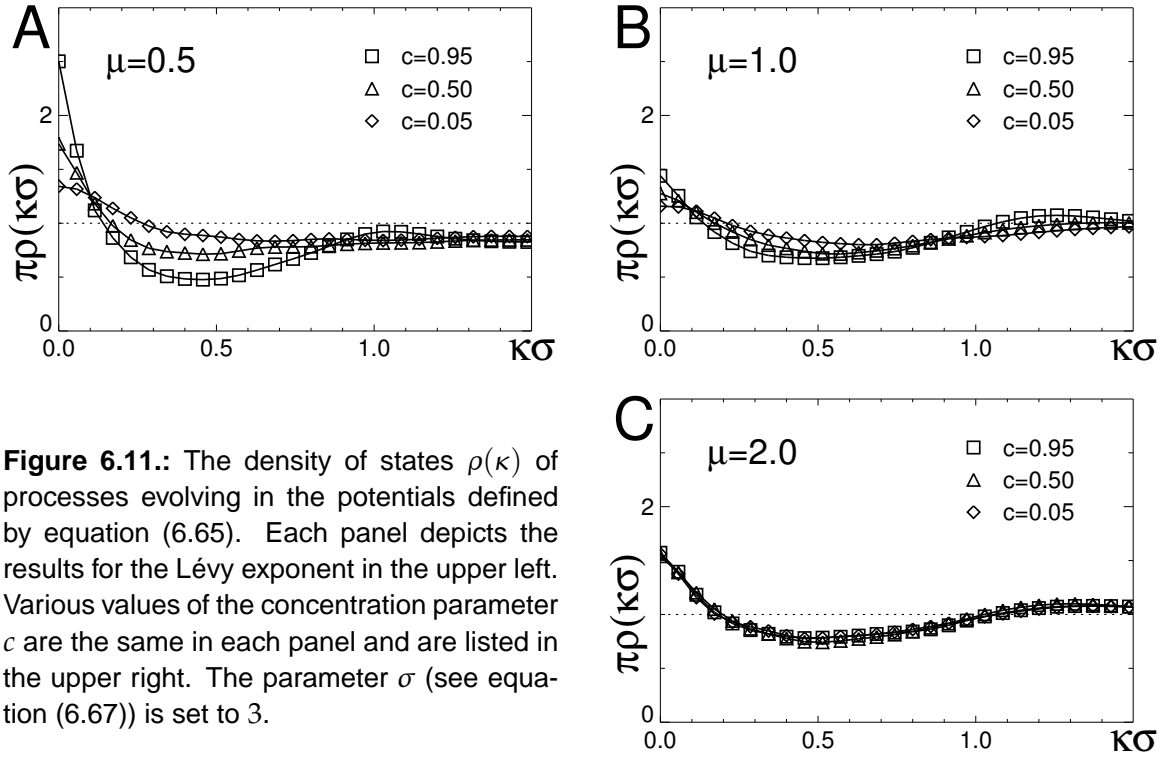 A
μ=0.5
c=0.95
c=0.50
c=0.05
2
0
πρ(κσ)
0.0 0.5 1.0 κσ
B
μ=1.0
c=0.95
c=0.50
c=0.05
2
0
πρ(κσ)
0.0 0.5 1.0 κσ
Figure 6.11.: The density of states ρ(κ) of
processes evolving in the potentials defined
by equation (6.65). Each panel depicts the
results for the Lévy exponent in the upper left.
Various values of the concentration parameter
c are the same in each panel and are listed in
the upper right. The parameter σ (see equa-
tion (6.67)) is set to 3.
C
μ=2.0
c=0.95
c=0.50
c=0.05
2
0
πρ(κσ)
0.0 0.5 1.0 κσ